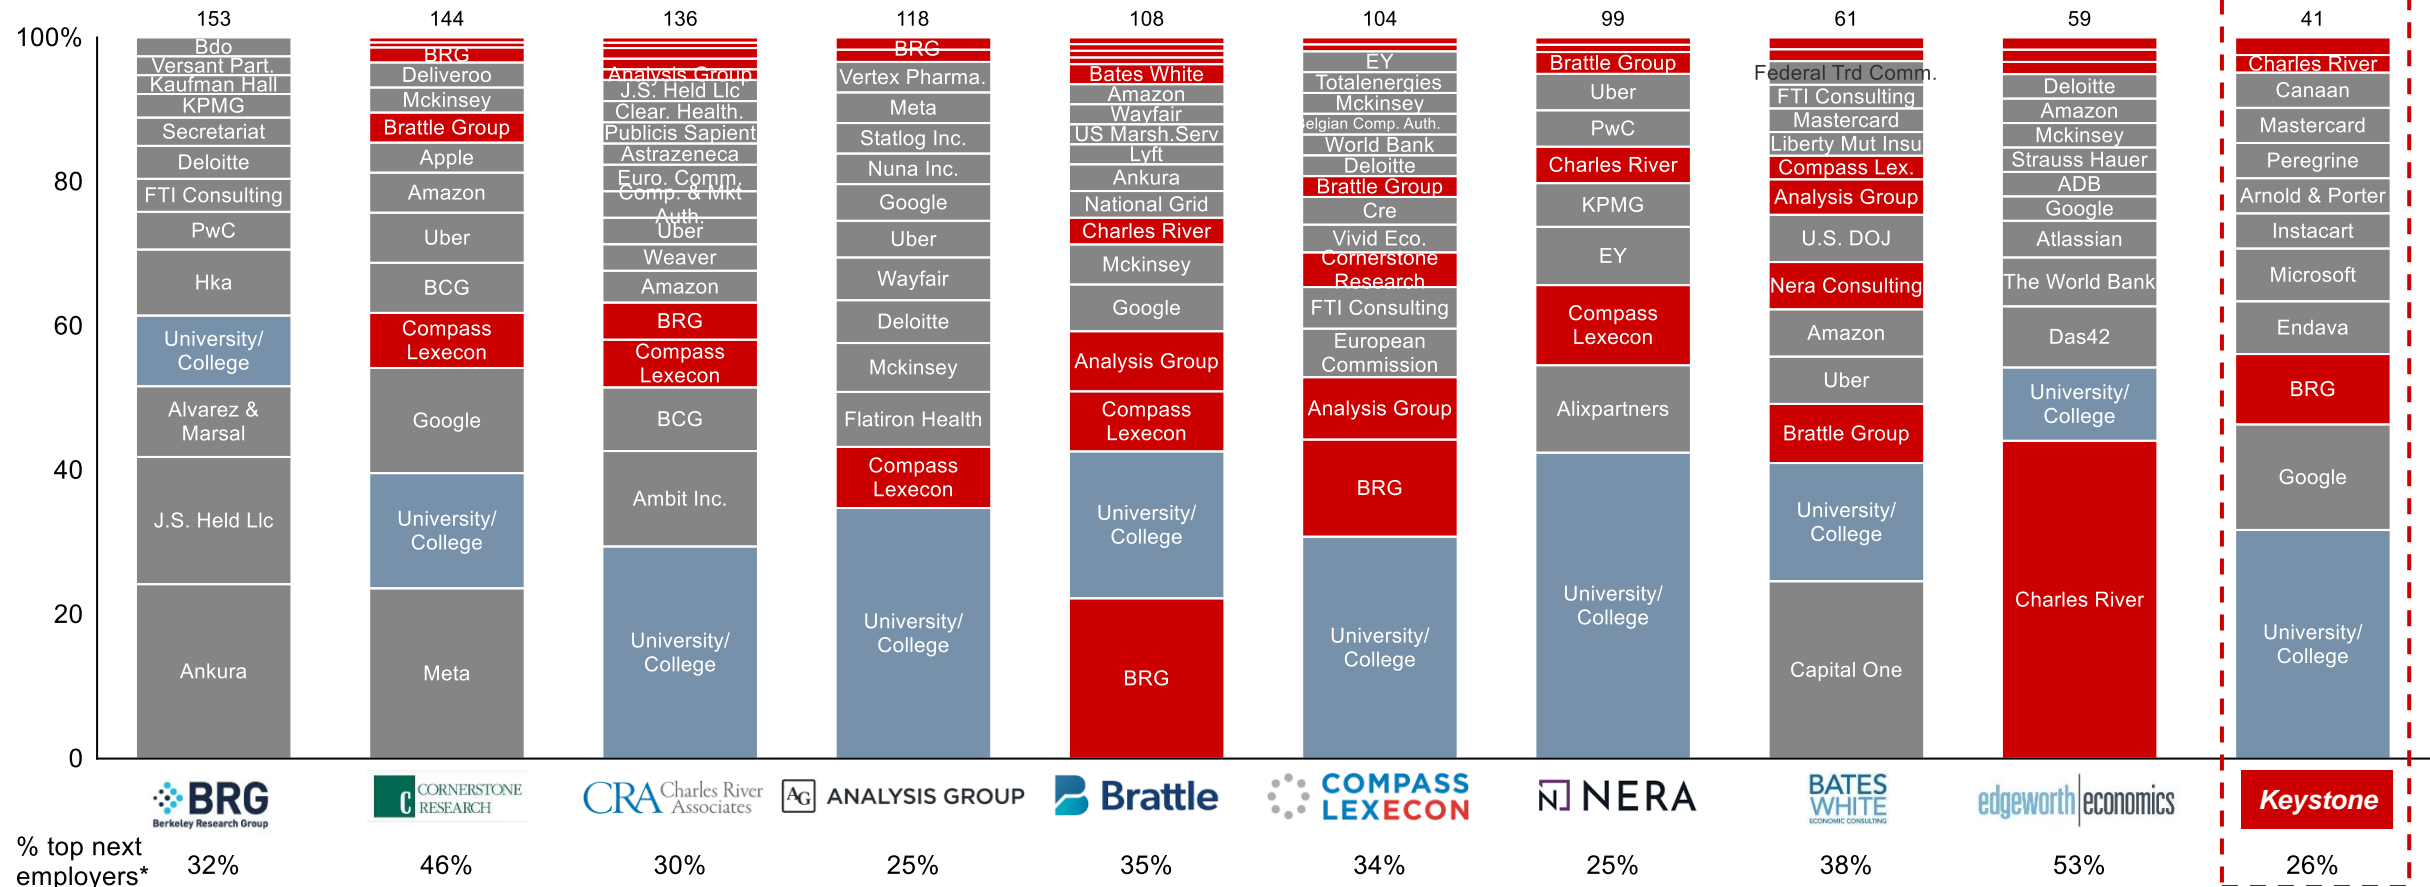 153 144 136 118 108 104 99 61 59 41
100%
80
60
40
20
0
Bdo
Versant Part.
Kaufman Hall
KPMG
Secretariat
Deloitte
FTI Consulting
PwC
Hka
University/
College
Alvarez &
Marsal
J.S. Held Llc
Ankura
BRG
Deliveroo
Mckinsey
Brattle Group
Apple
Amazon
Uber
BCG
Compass
Lexecon
Google
University/
College
Meta
Analysis Group
J.S. Held Llc
Clear. Health.
Publicis Sapient
Astrazeneca
Euro. Comm.
Comp. & Mkt
Auth.
Uber
Weaver
Amazon
BRG
Compass
Lexecon
BCG
Ambit Inc.
University/
College
BRG
Vertex Pharma.
Meta
Statlog Inc.
Nuna Inc.
Google
Uber
Wayfair
Deloitte
Mckinsey
Flatiron Health
Compass
Lexecon
University/
College
Bates White
Amazon
Wayfair
US Marsh.Serv
Lyft
Ankura
National Grid
Charles River
Mckinsey
Google
Analysis Group
Compass
Lexecon
University/
College
BRG
EY
Totalenergies
Mckinsey
Belgian Comp. Auth.
World Bank
Deloitte
Brattle Group
Cre
Vivid Eco.
Cornerstone
Research
FTI Consulting
European
Commission
Analysis Group
BRG
University/
College
Brattle Group
Uber
PwC
Charles River
KPMG
EY
Compass
Lexecon
Alixpartners
University/
College
Federal Trd Comm.
FTI Consulting
Mastercard
Liberty Mut Insu
Compass Lex.
Analysis Group
U.S. DOJ
Nera Consulting
Amazon
Uber
Brattle Group
University/
College
Capital One
Deloitte
Amazon
Mckinsey
Strauss Hauer
ADB
Google
Atlassian
The World Bank
Das42
University/
College
Charles River
Charles River
Canaan
Mastercard
Peregrine
Arnold & Porter
Instacart
Microsoft
Endava
BRG
Google
University/
College
BRG
Berkeley Research Group
C CORNERSTONE
RESEARCH
CRA Charles River
Associates
AG ANALYSIS GROUP
Brattle
COMPASS
LEXECON
N NERA
BATES
WHITE
ECONOMIC CONSULTING
edgeworth economics
Keystone
% top next
employers*
32% 46% 30% 25% 35% 34% 25% 38% 53% 26%